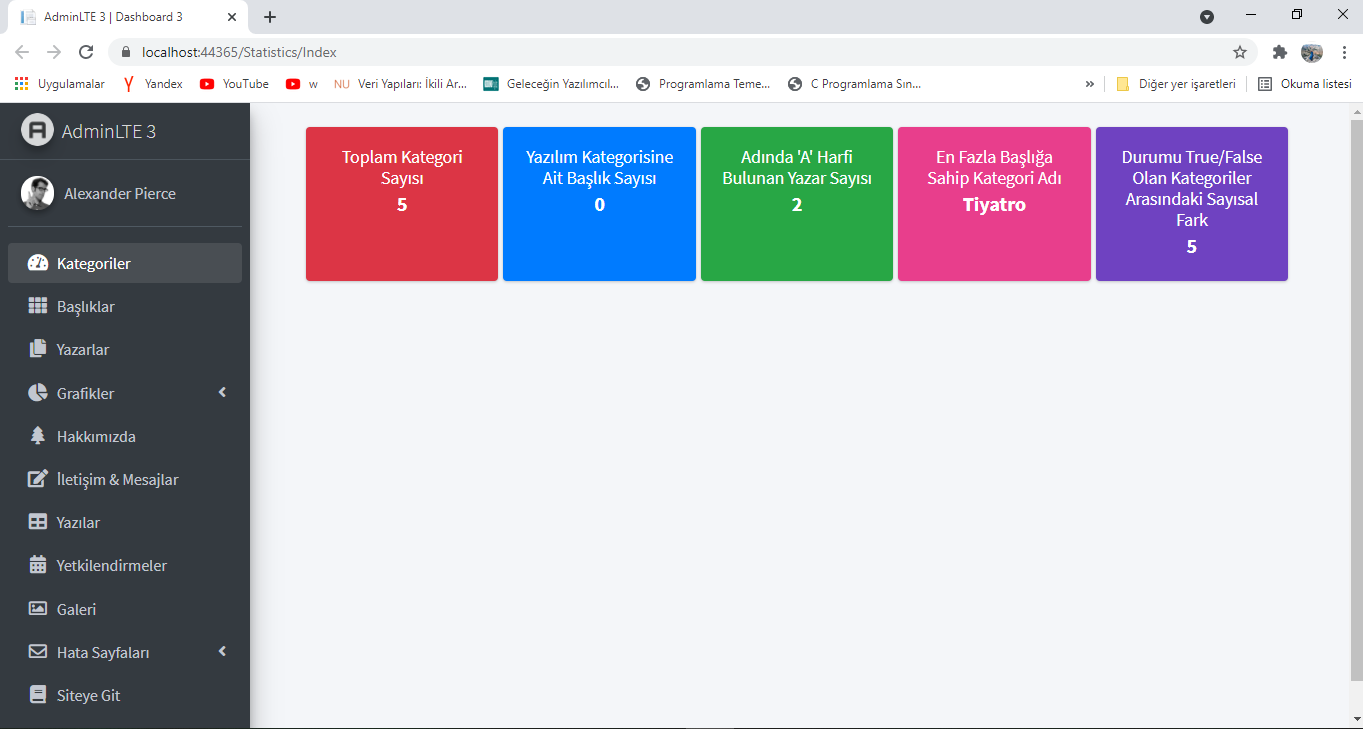 AdminLTE 3 | Dashboard 3
localhost:44365/Statistics/Index
Uygulamalar
Yandex
YouTube
w
NU Veri Yapıları: İkili Ar...
Geleceğin Yazılımcıl...
Programlama Teme...
C Programlama Sın...
»
Diğer yer işaretleri
Okuma listesi
AdminLTE 3
Alexander Pierce
Kategoriler
Başlıklar
Yazarlar
Grafikler
Hakkımızda
İletişim & Mesajlar
Yazılar
Yetkilendirmeler
Galeri
Hata Sayfaları
Siteye Git
Toplam Kategori
Sayısı
5
Yazılım Kategorisine
Ait Başlık Sayısı
0
Adında 'A' Harfi
Bulunan Yazar Sayısı
2
En Fazla Başlığa
Sahip Kategori Adı
Tiyatro
Durumu True/False
Olan Kategoriler
Arasındaki Sayısal
Fark
5